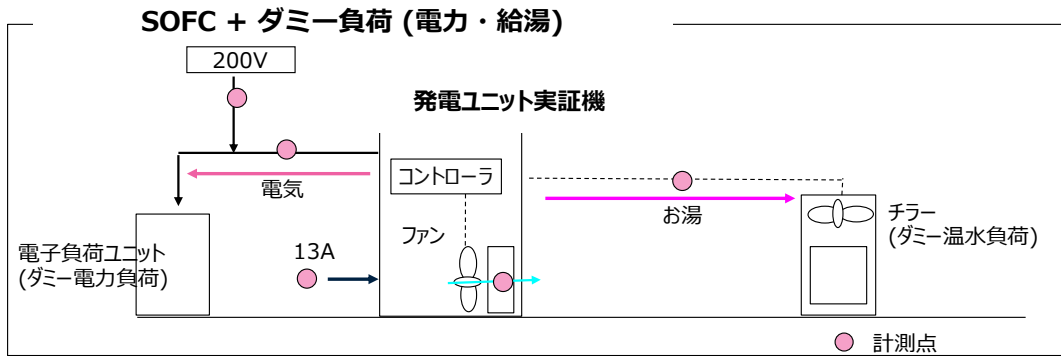 SOFC + ダミー負荷 (電力・給湯)
200V
発電ユニット実証機
コントローラ
電気
お湯
チラー
(ダミー温水負荷)
ファン
電子負荷ユニット
(ダミー電力負荷)
13A
計測点